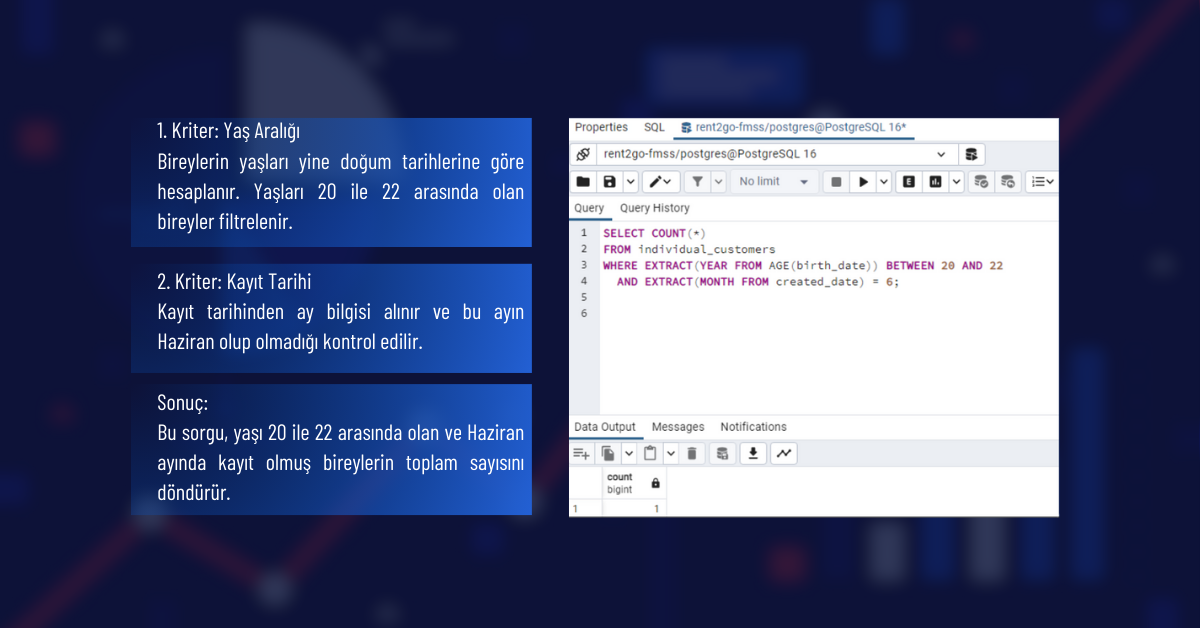 1. Kriter: Yaş Aralığı
Bireylerin yaşları yine doğum tarihlerine göre
hesaplanır. Yaşları 20 ile 22 arasında olan
bireyler filtrelenir.
2. Kriter: Kayıt Tarihi
Kayıt tarihinden ay bilgisi alınır ve bu ayın
Haziran olup olmadığı kontrol edilir.
Sonuç:
Bu sorgu, yaşı 20 ile 22 arasında olan ve Haziran
ayında kayıt olmuş bireylerin toplam sayısını
döndürür.
Properties SQL rent2go-fmss/postgres@PostgreSQL 16*
rent2go-fmss/postgres@PostgreSQL 16
No limit E
Query Query History
1 SELECT COUNT(*)
2 FROM individual_customers
3 WHERE EXTRACT(YEAR FROM AGE(birth_date)) BETWEEN 20 AND 22
4 AND EXTRACT(MONTH FROM created_date) = 6;
5
6
Data Output Messages Notifications
count
bigint
1 1